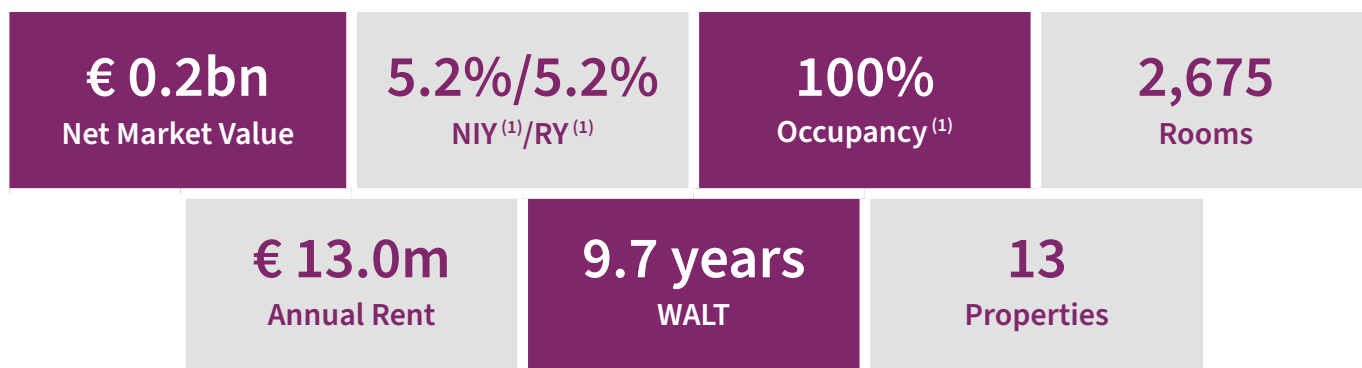 € 0.2bn
Net Market Value
5.2%/5.2%
NIY (1)/RY (1)
100%
Occupancy (1)
2,675
Rooms
€ 13.0m
Annual Rent
9.7 years
WALT
13
Properties